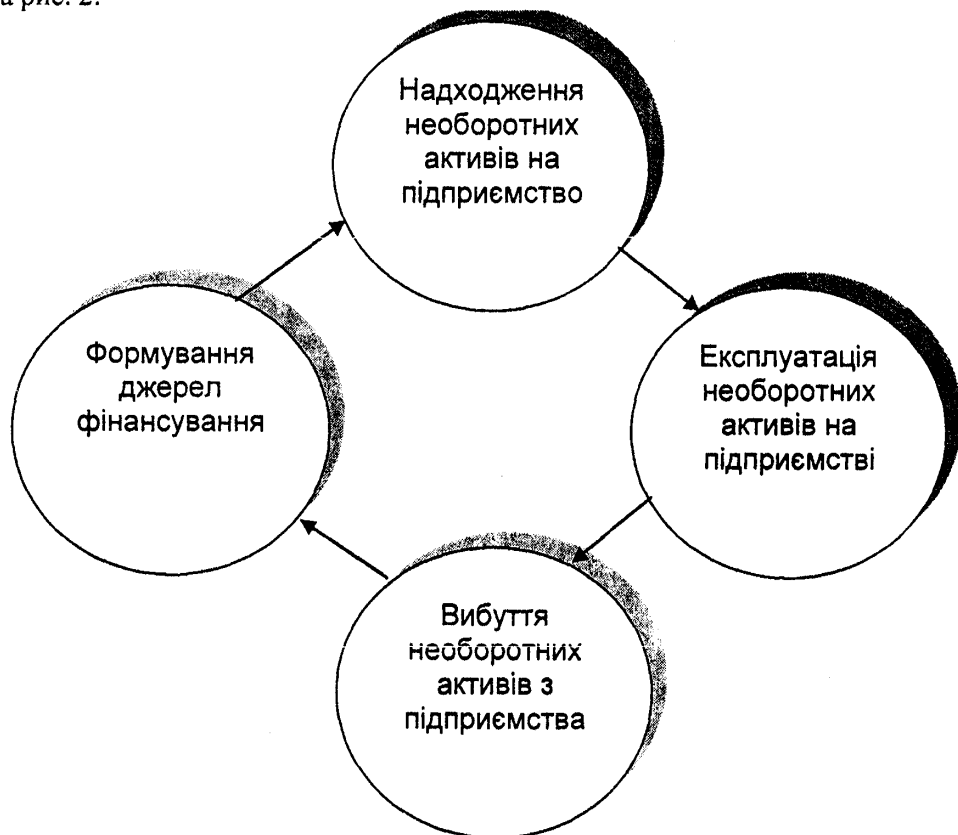 а рис. 2.
Надходження
необоротних
активів на
підприємство
Формування
джерел
фінансування
Експлуатація
необоротних
активів на
підприємстві
Вибуття
необоротних
активів з
підприємства